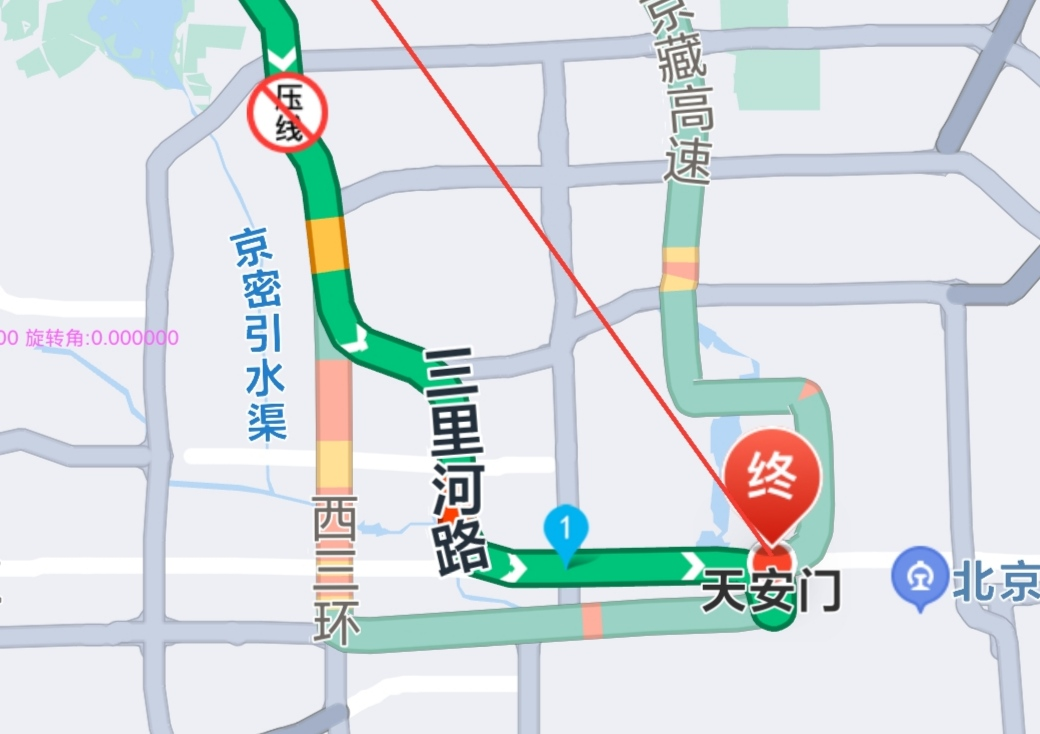 京藏高速
压
线
京密引水渠
00 旋转角:0.000000
三里河路
终
西三环
1
天安门
北京